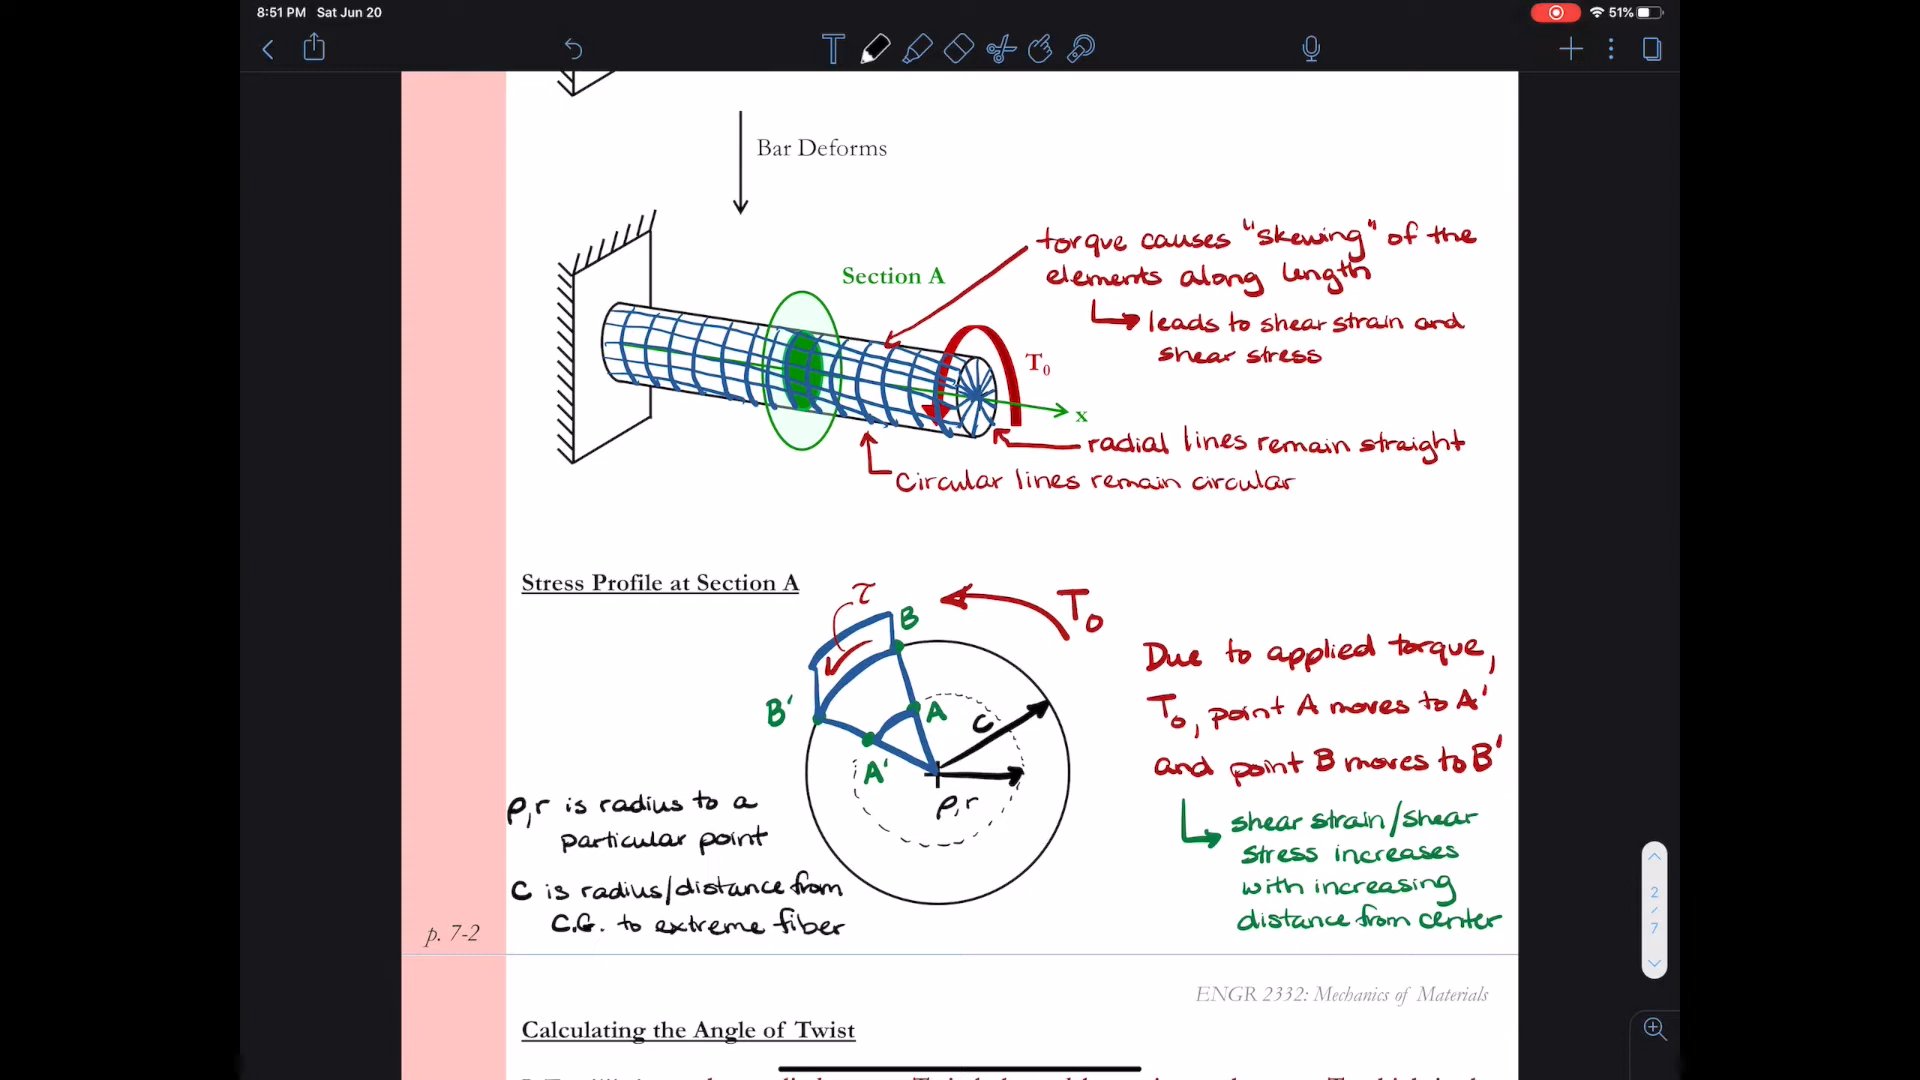 8:51 PM Sat Jun 20
51%
Bar Deforms
Section A
torque causes "skewing" of the
elements along length
leads to shear strain and
shear stress
T0
x
radial lines remain straight
Circular lines remain circular
Stress Profile at Section A
τ
B
T0
B'
A
C
A'
ρ,r
Due to applied torque,
T0, point A moves to A'
and point B moves to B'
shear strain/shear
stress increases
with increasing
distance from center
ρ,r is radius to a
particular point
C is radius/distance from
C.G. to extreme fiber
p. 7-2
2
/
7
ENGR 2332: Mechanics of Materials
Calculating the Angle of Twist